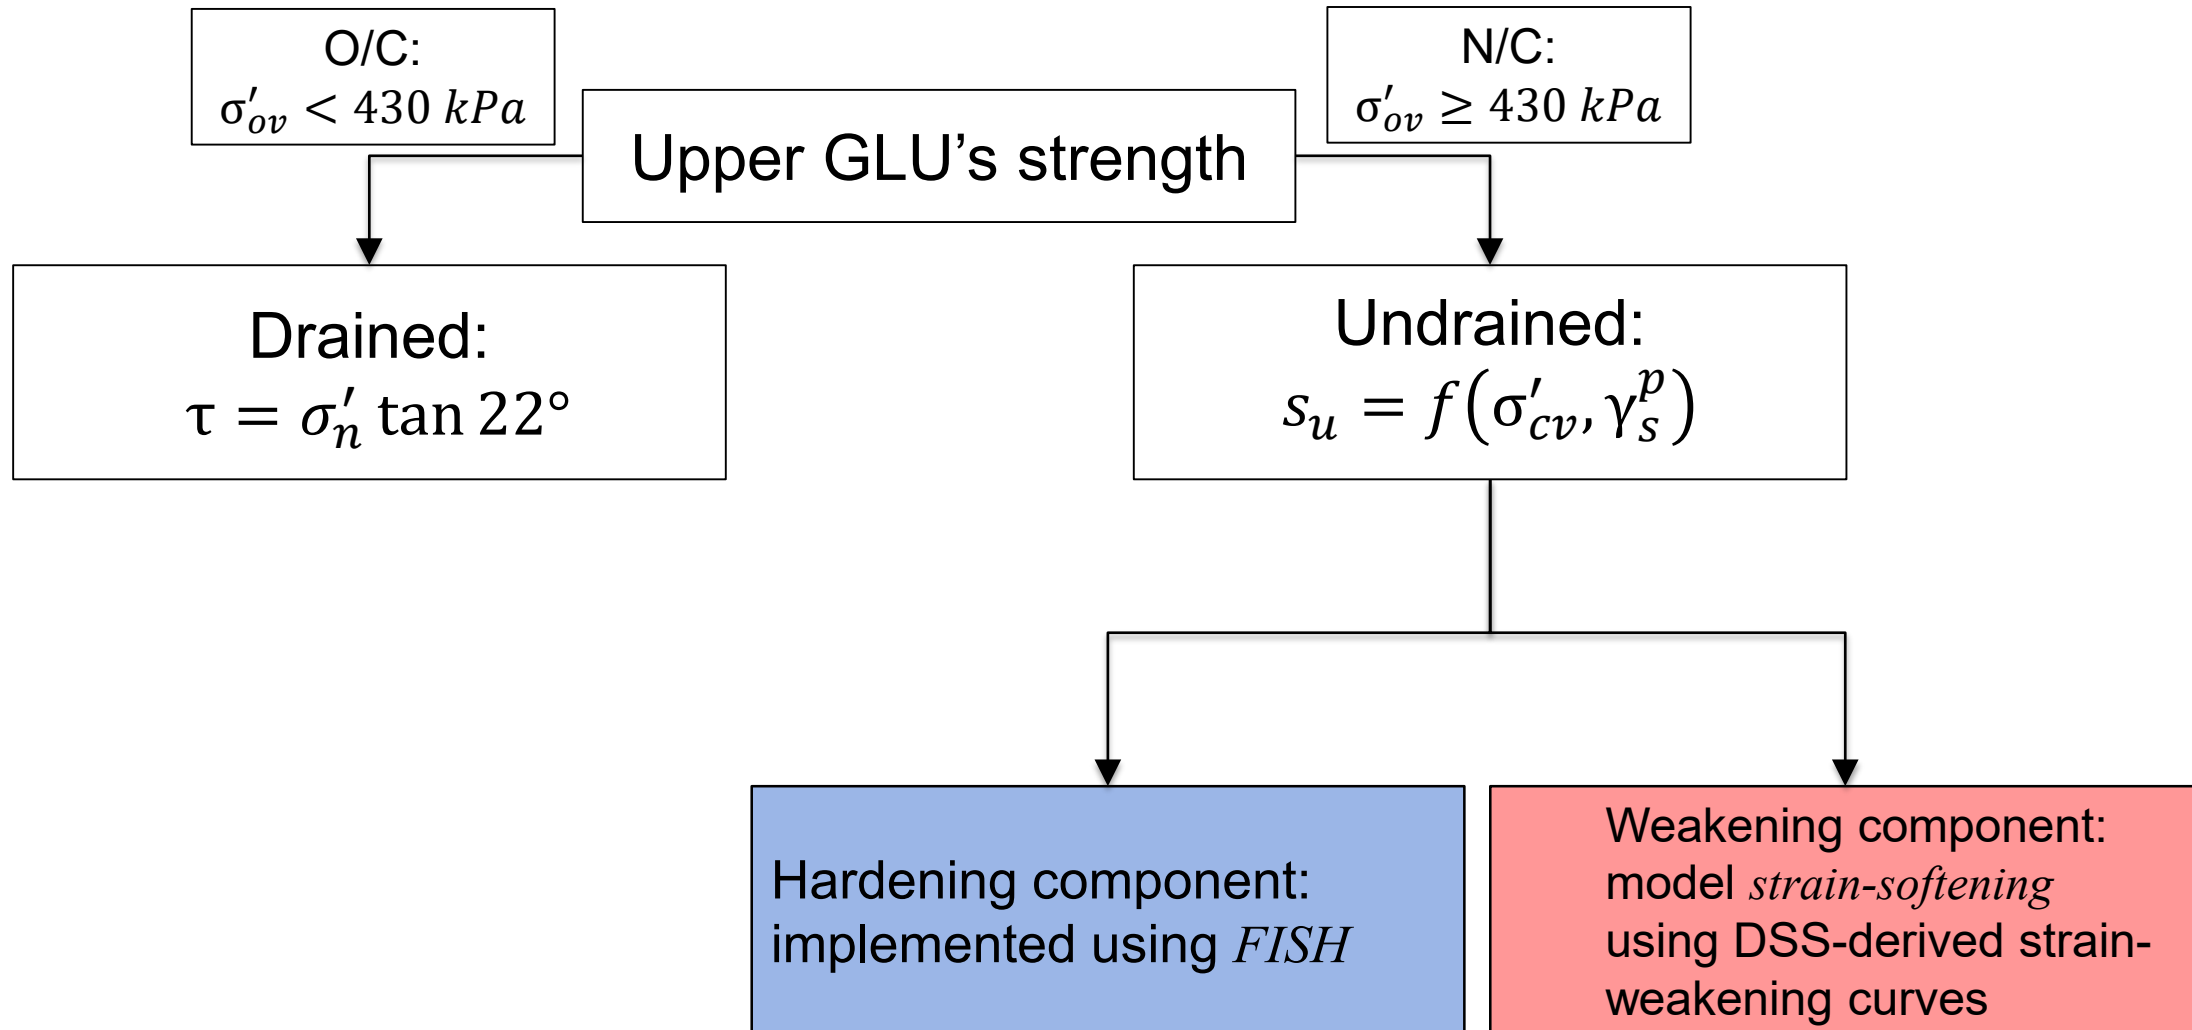 O/C:
σ′ov < 430 kPa
N/C:
σ′ov ≥ 430 kPa
Upper GLU’s strength
Drained:
τ = σ′n tan 22°
Undrained:
su = f(σ′cv, γps)
Hardening component:
implemented using FISH
Weakening component:
model strain-softening
using DSS-derived strain-
weakening curves